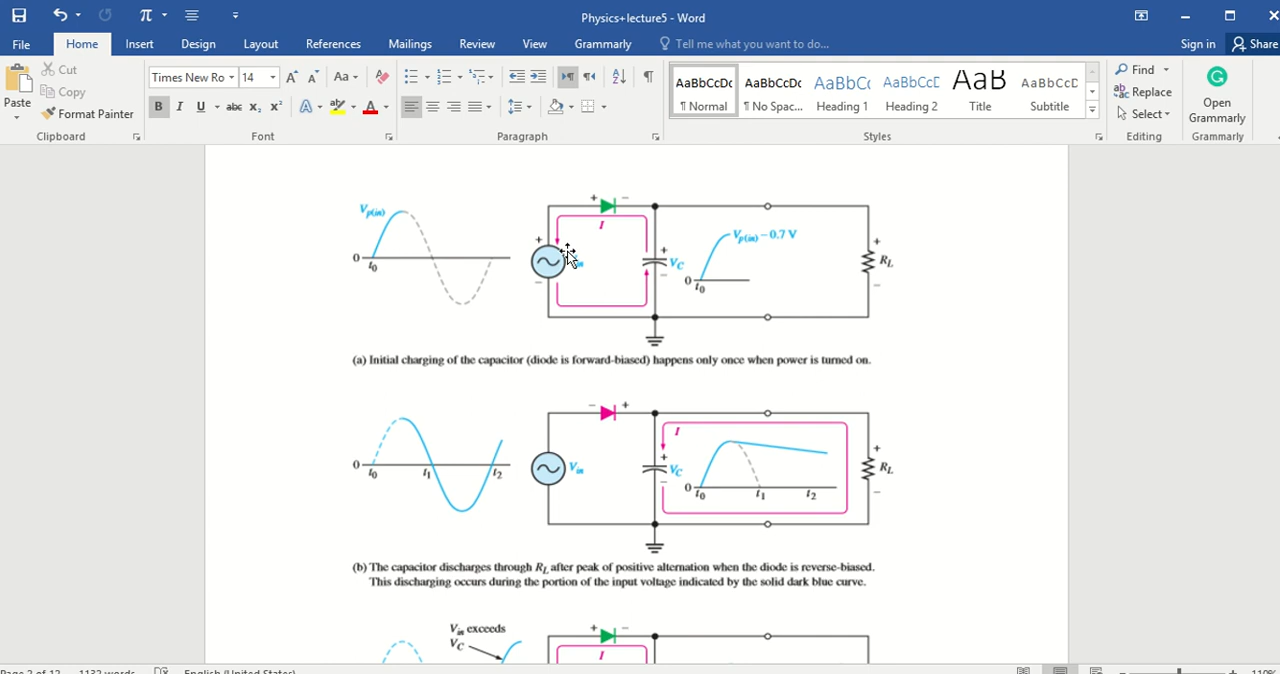 Physics+lecture5 - Word
File Home Insert Design Layout References Mailings Review View Grammarly Tell me what you want to do... Sign in Share
Paste Cut Copy Format Painter
Times New Ro 14
AaBbCcDc AaBbCcDc AaBbCc AaBbCcE AaB AaBbCcD
¶ Normal ¶ No Spac... Heading 1 Heading 2 Title Subtitle
Find Replace Select
Open Grammarly
Clipboard Font Paragraph Styles Editing Grammarly
Vp(in)
0 t0
+ − I + − VC + −
Vp(in) − 0.7 V
0 t0
+ RL −
(a) Initial charging of the capacitor (diode is forward-biased) happens only once when power is turned on.
0 t0 t1 t2
− + Vin I + VC −
0 t0 t1 t2
+ RL −
(b) The capacitor discharges through RL after peak of positive alternation when the diode is reverse-biased.
This discharging occurs during the portion of the input voltage indicated by the solid dark blue curve.
Vin exceeds
VC
+ − I
Page 2 of 12 1132 words English (United States) 110%